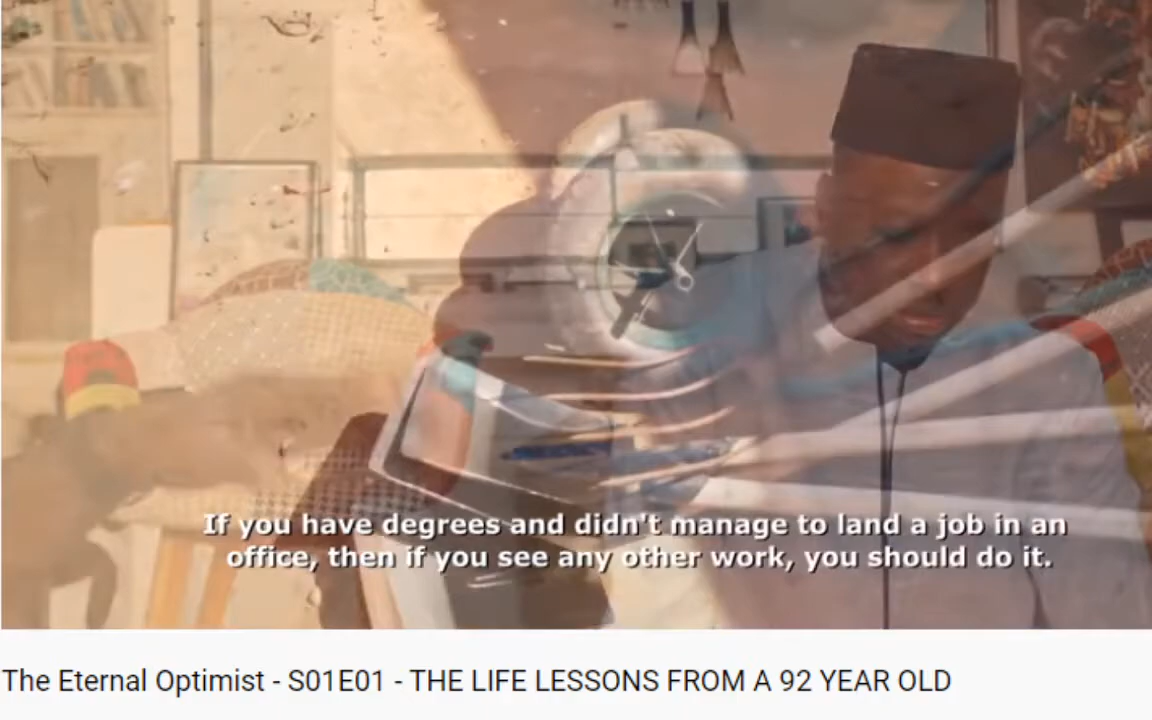 If you have degrees and didn't manage to land a job in an
office, then if you see any other work, you should do it.
The Eternal Optimist - S01E01 - THE LIFE LESSONS FROM A 92 YEAR OLD